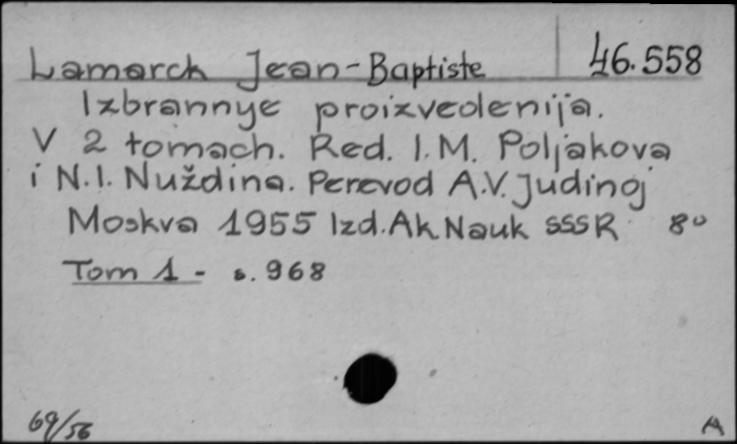 Lamarck Jean-Baptiste 46.558
Izbrannye proizvedenija.
V 2 tomach. Red. I.M. Poljakova
i N.I. Nuždina. Perevod A.V. Judinoj
Moskva 1955 Izd. Ak Nauk SSSR 8°
Tom 1 - s. 968
69/56 A